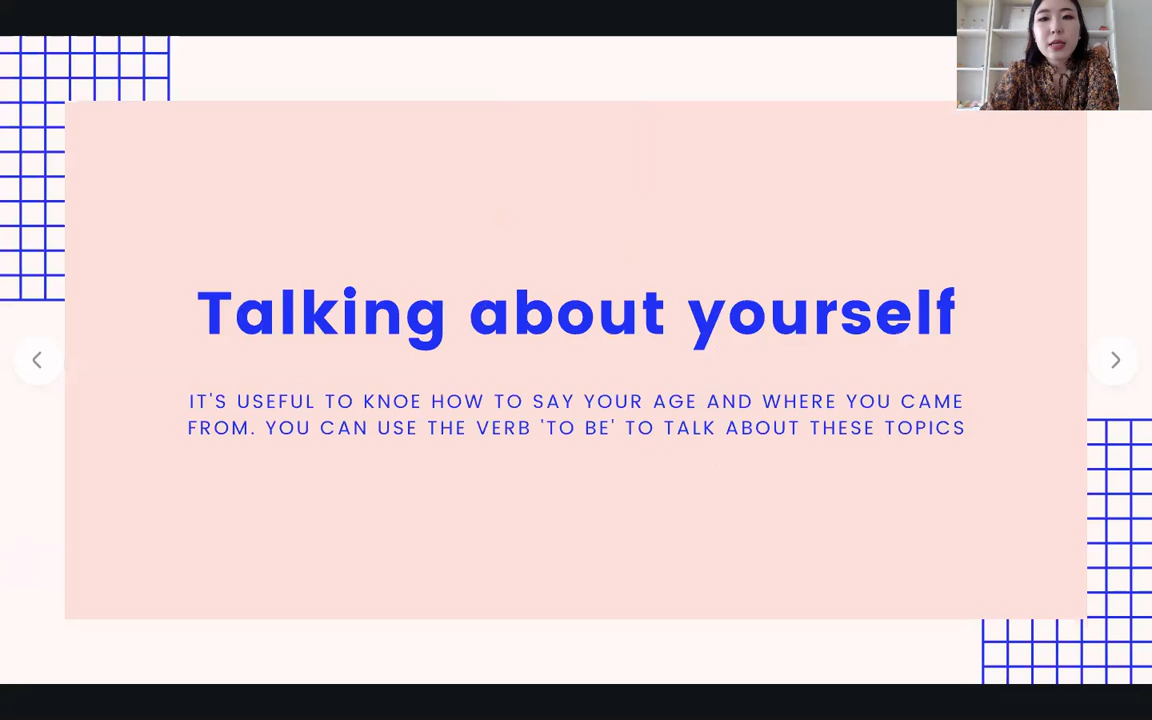 Talking about yourself
IT'S USEFUL TO KNOE HOW TO SAY YOUR AGE AND WHERE YOU CAME
FROM. YOU CAN USE THE VERB 'TO BE' TO TALK ABOUT THESE TOPICS